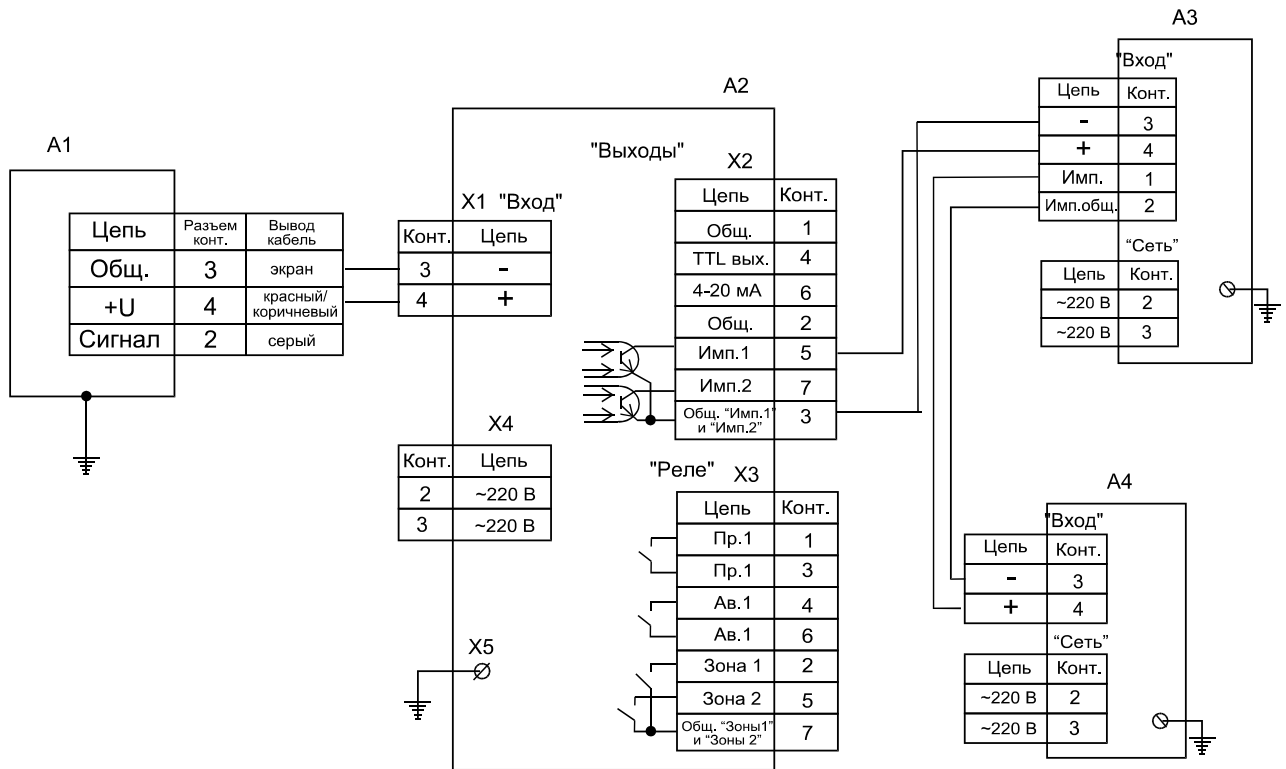 A1
Цепь Разъем конт. Вывод кабель
Общ. 3 экран
+U 4 красный/ коричневый
Сигнал 2 серый
A2
X1 "Вход"
Конт. Цепь
3 -
4 +
X4
Конт. Цепь
2 ~220 В
3 ~220 В
X5
"Выходы"
X2
Цепь Конт.
Общ. 1
TTL вых. 4
4-20 мА 6
Общ. 2
Имп.1 5
Имп.2 7
Общ. “Имп.1” и “Имп.2” 3
"Реле" X3
Цепь Конт.
Пр.1 1
Пр.1 3
Ав.1 4
Ав.1 6
Зона 1 2
Зона 2 5
Общ. “Зоны1” и “Зоны 2” 7
A3
"Вход"
Цепь Конт.
- 3
+ 4
Имп. 1
Имп.общ. 2
“Сеть”
Цепь Конт.
~220 В 2
~220 В 3
A4
"Вход"
Цепь Конт.
- 3
+ 4
“Сеть”
Цепь Конт.
~220 В 2
~220 В 3